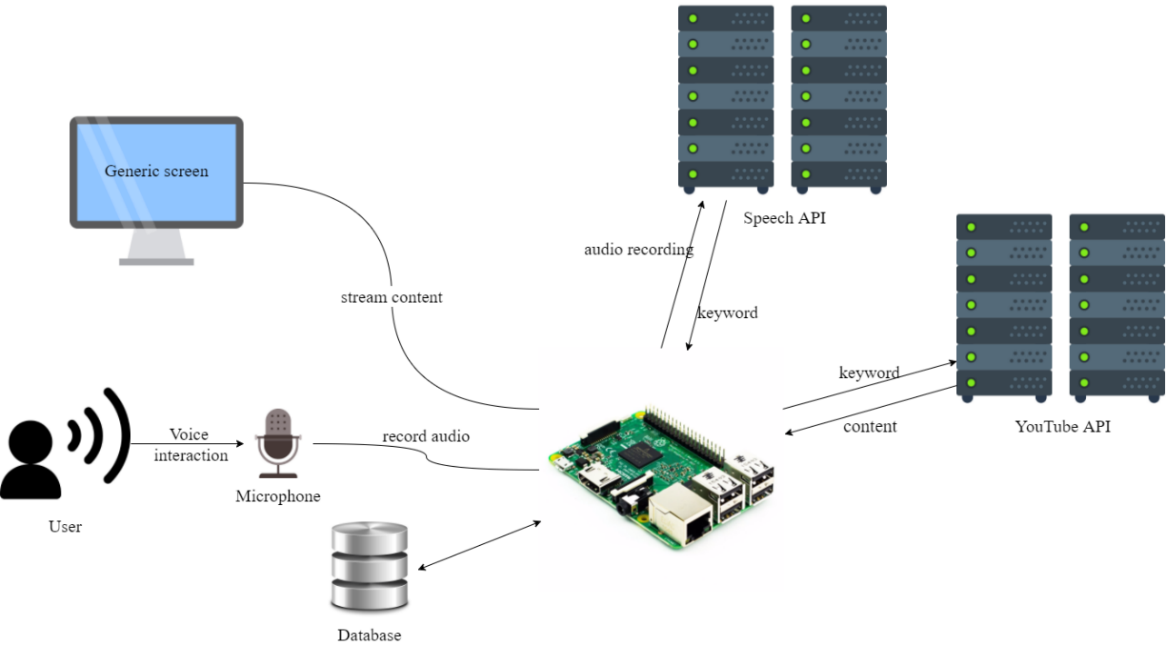 Generic screen
Speech API
audio recording
stream content
keyword
keyword
content
YouTube API
Voice
interaction
record audio
Microphone
User
Database